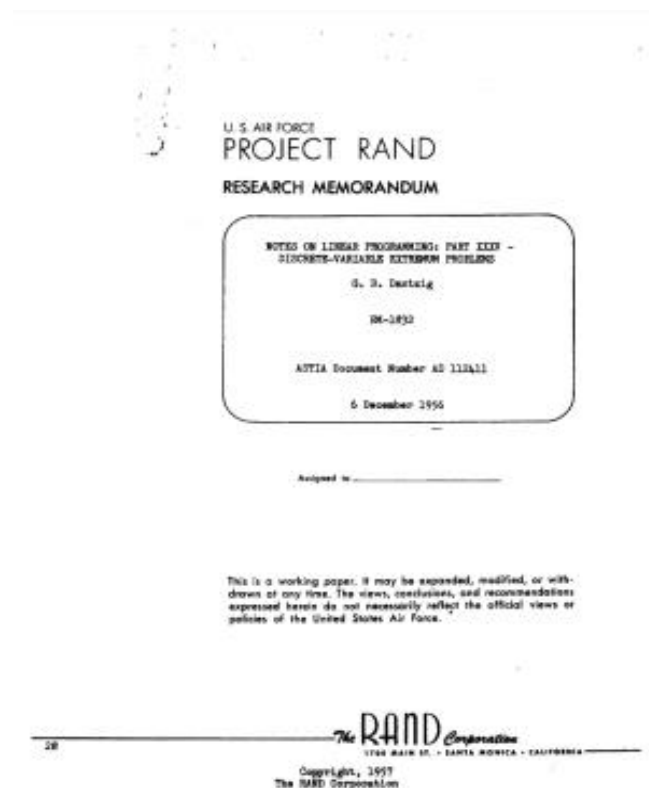 U. S. AIR FORCE
PROJECT RAND
RESEARCH MEMORANDUM
NOTES ON LINEAR PROGRAMMING: PART XXXV -
DISCRETE-VARIABLE EXTREMUM PROBLEMS
G. B. Dantzig
RM-1832
ASTIA Document Number AD 112411
6 December 1956
Assigned to
This is a working paper. It may be expanded, modified, or with-
drawn at any time. The views, conclusions, and recommendations
expressed herein do not necessarily reflect the official views or
policies of the United States Air Force.
The RAND Corporation
1700 MAIN ST. • SANTA MONICA • CALIFORNIA
Copyright, 1957
The RAND Corporation